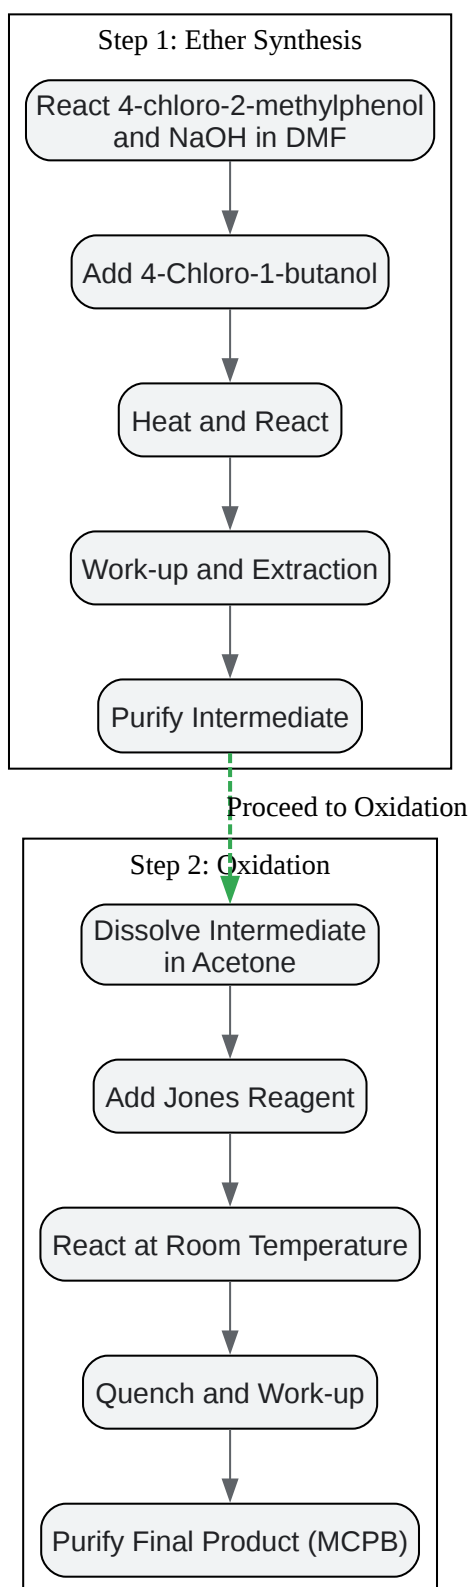 Step 1: Ether Synthesis
React 4-chloro-2-methylphenol
and NaOH in DMF
Add 4-Chloro-1-butanol
Heat and React
Work-up and Extraction
Purify Intermediate
Proceed to Oxidation
Step 2: Oxidation
Dissolve Intermediate
in Acetone
Add Jones Reagent
React at Room Temperature
Quench and Work-up
Purify Final Product (MCPB)